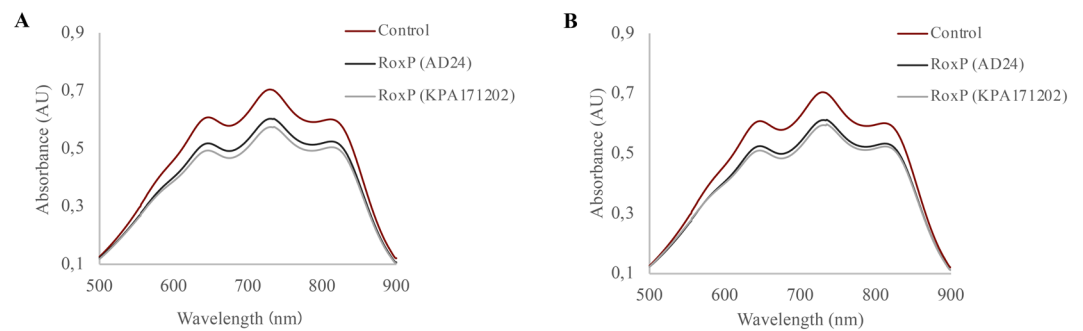 A
0,9
0,7
0,5
0,3
0,1
Absorbance (AU)
500
600
700
800
900
Wavelength (nm)
Control
RoxP (AD24)
RoxP (KPA171202)
B
0,9
0,7
0,5
0,3
0,1
Absorbance (AU)
500
600
700
800
900
Wavelength (nm)
Control
RoxP (AD24)
RoxP (KPA171202)